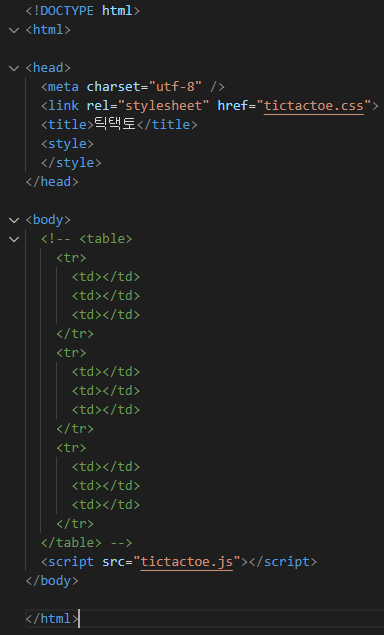 <!DOCTYPE html>
<html>

<head>
  <meta charset="utf-8" />
  <link rel="stylesheet" href="tictactoe.css">
  <title>틱택토</title>
  <style>
  </style>
</head>

<body>
  <!-- <table>
    <tr>
      <td></td>
      <td></td>
      <td></td>
    </tr>
    <tr>
      <td></td>
      <td></td>
      <td></td>
    </tr>
    <tr>
      <td></td>
      <td></td>
      <td></td>
    </tr>
  </table> -->
  <script src="tictactoe.js"></script>
</body>

</html>